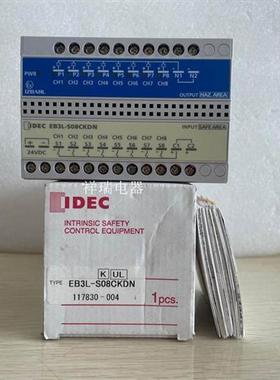 PWR P1 P2 P3 P4 P5 P6 P7 P8 N1 N2
CH1 CH2 CH3 CH4 CH5 CH6 CH7 CH8
IZUMI-J.HL
OUTPUT HAZ. AREA
IDEC EB3L-S08CKDN
INPUT SAFE AREA
CH1 CH2 CH3 CH4 CH5 CH6 CH7 CH8
+ − S1 S2 S3 S4 S5 S6 S7 S8 C1 C2
24VDC
祥瑞电器
IDEC
INTRINSIC SAFETY
CONTROL EQUIPMENT
K UL
TYPE EB3L-S08CKDN
117830-004
1pcs.